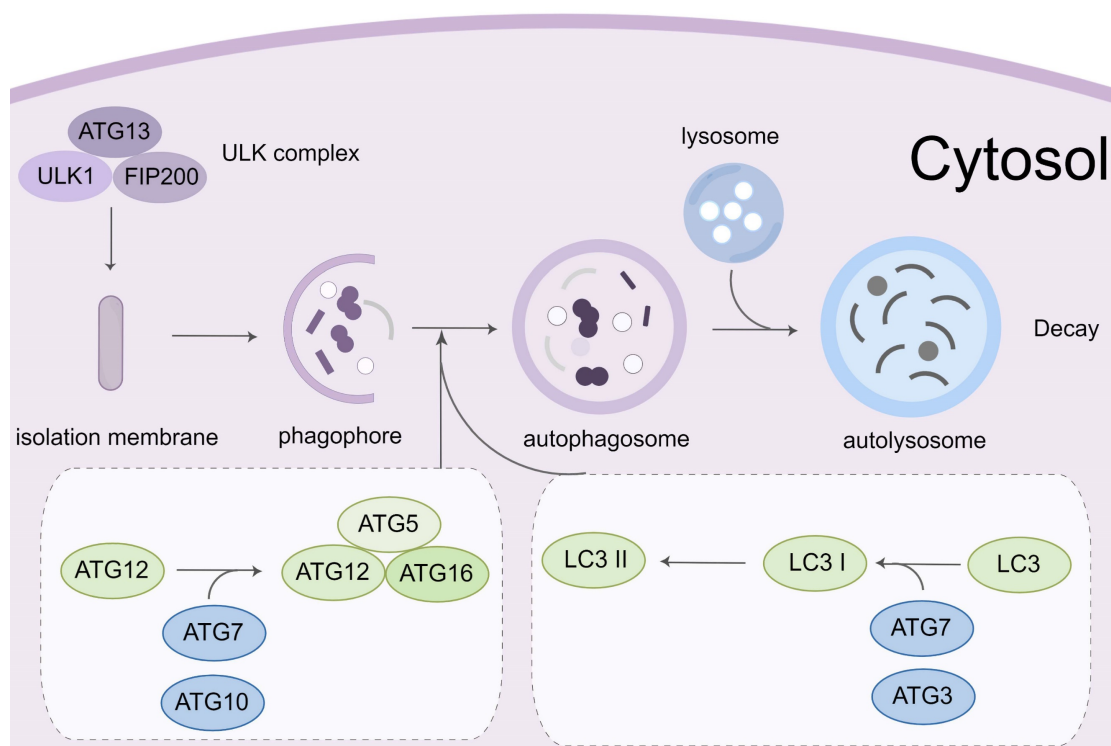 ATG13
ULK1
FIP200
ULK complex
lysosome
Cytosol
Decay
isolation membrane
phagophore
autophagosome
autolysosome
ATG12
ATG5
ATG12
ATG16
ATG7
ATG10
LC3 II
LC3 I
LC3
ATG7
ATG3